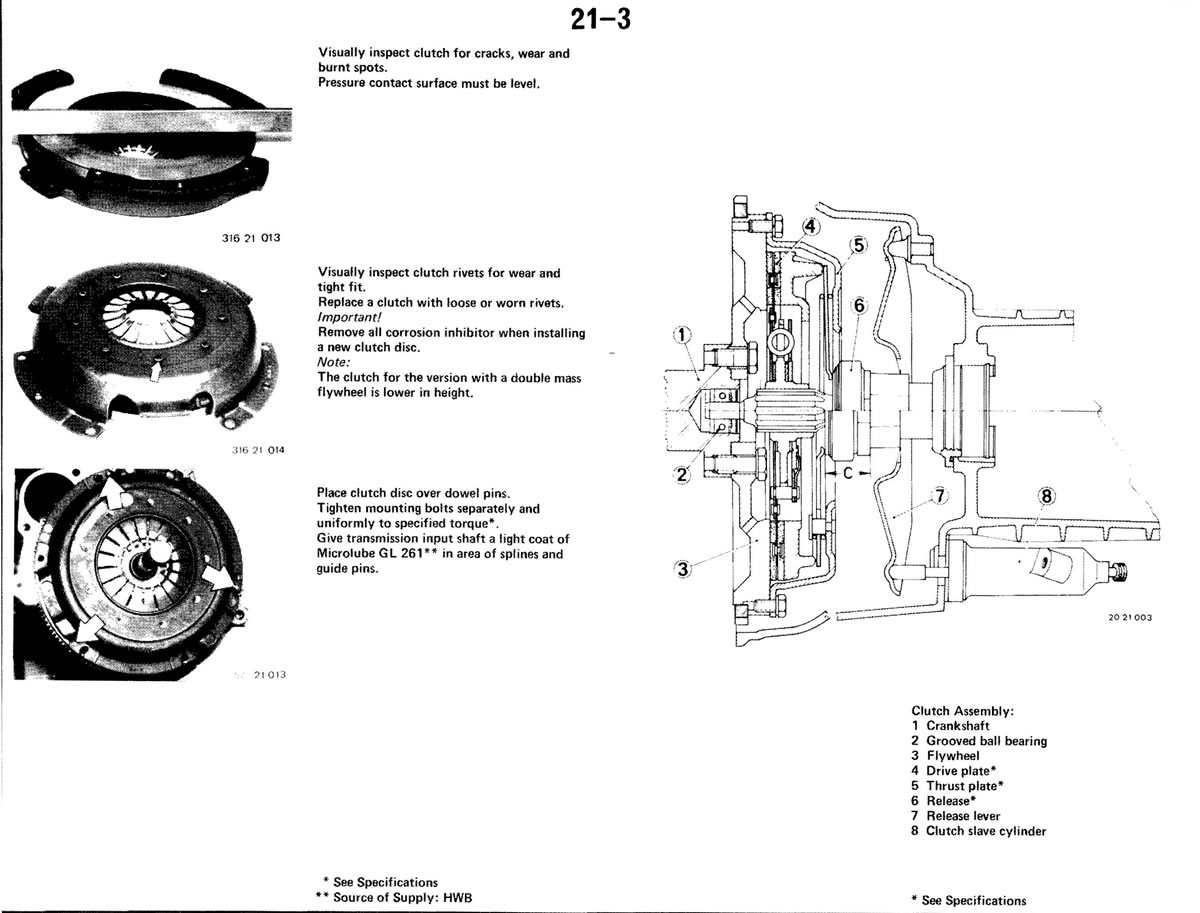 21-3
Visually inspect clutch for cracks, wear and
burnt spots.
Pressure contact surface must be level.
316 21 013
Visually inspect clutch rivets for wear and
tight fit.
Replace a clutch with loose or worn rivets.
Important!
Remove all corrosion inhibitor when installing
a new clutch disc.
Note:
The clutch for the version with a double mass
flywheel is lower in height.
316 21 014
Place clutch disc over dowel pins.
Tighten mounting bolts separately and
uniformly to specified torque*.
Give transmission input shaft a light coat of
Microlube GL 261** in area of splines and
guide pins.
21 013
* See Specifications
** Source of Supply: HWB
4
5
6
1
2
C
7
8
3
20 21 003
Clutch Assembly:
1 Crankshaft
2 Grooved ball bearing
3 Flywheel
4 Drive plate*
5 Thrust plate*
6 Release*
7 Release lever
8 Clutch slave cylinder
* See Specifications